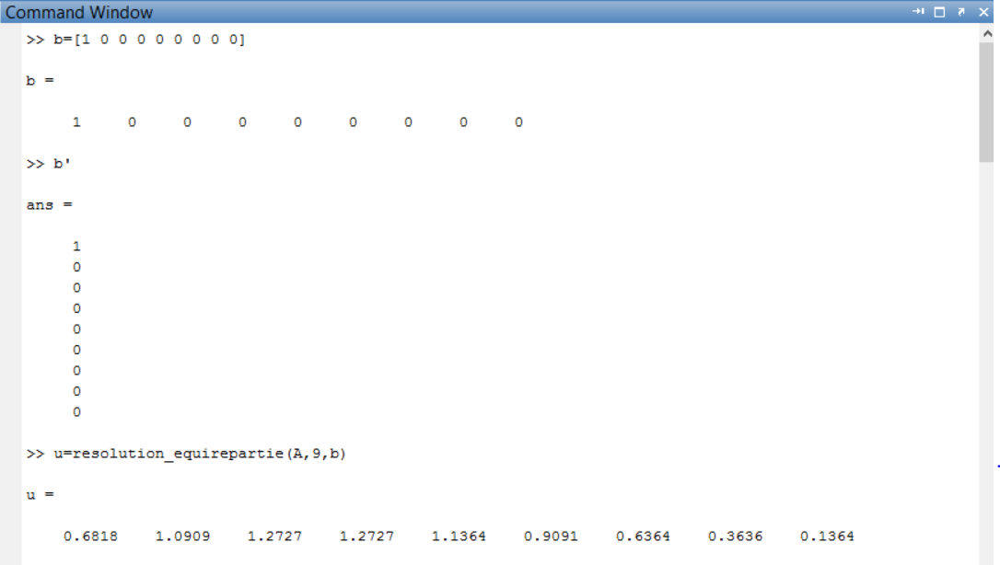 Command Window
>> b=[1 0 0 0 0 0 0 0 0]
b =
1 0 0 0 0 0 0 0 0
>> b'
ans =
1
0
0
0
0
0
0
0
0
>> u=resolution_equirepartie(A,9,b)
u =
0.6818 1.0909 1.2727 1.2727 1.1364 0.9091 0.6364 0.3636 0.1364